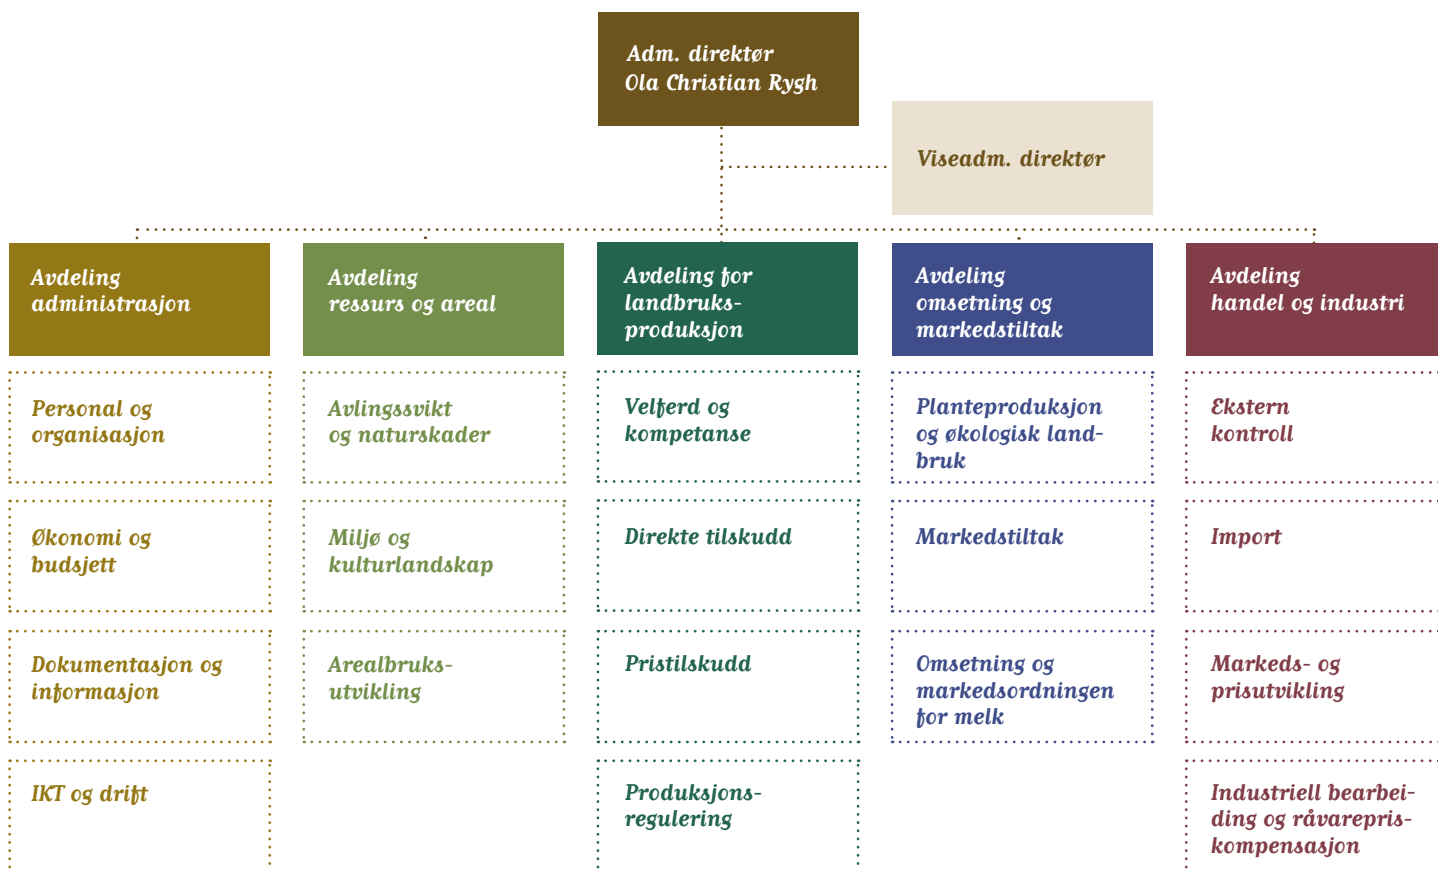 Adm. direktør
Ola Christian Rygh
Viseadm. direktør
Avdeling
administrasjon
Personal og
organisasjon
Økonomi og
budsjett
Dokumentasjon og
informasjon
IKT og drift
Avdeling
ressurs og areal
Avlingssvikt
og naturskader
Miljø og
kulturlandskap
Arealbruks-
utvikling
Avdeling for
landbruks-
produksjon
Velferd og
kompetanse
Direkte tilskudd
Pristilskudd
Produksjons-
regulering
Avdeling
omsetning og
markedstiltak
Planteproduksjon
og økologisk land-
bruk
Markedstiltak
Omsetning og
markedsordningen
for melk
Avdeling
handel og industri
Ekstern
kontroll
Import
Markeds- og
prisutvikling
Industriell bearbei-
ding og råvarepris-
kompensasjon